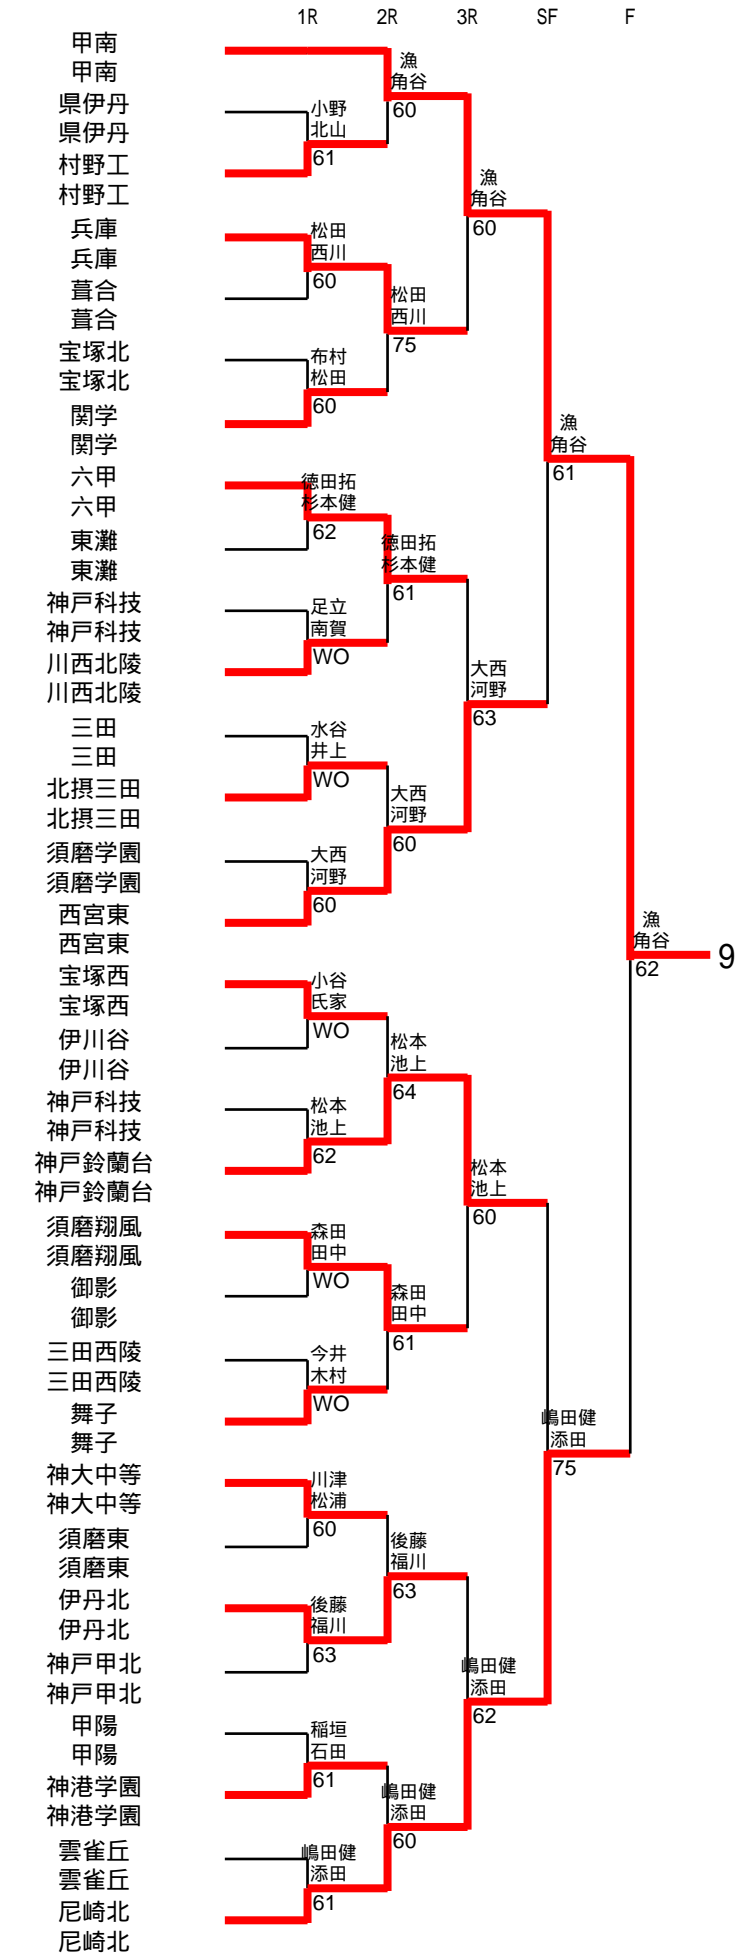 1R 2R 3R SF F
甲南
甲南
県伊丹
県伊丹
村野工
村野工
兵庫
兵庫
葺合
葺合
宝塚北
宝塚北
関学
関学
六甲
六甲
東灘
東灘
神戸科技
神戸科技
川西北陵
川西北陵
三田
三田
北摂三田
北摂三田
須磨学園
須磨学園
西宮東
西宮東
宝塚西
宝塚西
伊川谷
伊川谷
神戸科技
神戸科技
神戸鈴蘭台
神戸鈴蘭台
須磨翔風
須磨翔風
御影
御影
三田西陵
三田西陵
舞子
舞子
神大中等
神大中等
須磨東
須磨東
伊丹北
伊丹北
神戸甲北
神戸甲北
甲陽
甲陽
神港学園
神港学園
雲雀丘
雲雀丘
尼崎北
尼崎北
小野
北山
61
松田
西川
60
布村
松田
60
徳田拓
杉本健
62
足立
南賀
WO
水谷
井上
WO
大西
河野
60
小谷
氏家
WO
松本
池上
62
森田
田中
WO
今井
木村
WO
川津
松浦
60
後藤
福川
63
稲垣
石田
61
嶋田健
添田
61
漁
角谷
60
松田
西川
75
徳田拓
杉本健
61
大西
河野
60
松本
池上
64
森田
田中
61
後藤
福川
63
嶋田健
添田
60
漁
角谷
60
大西
河野
63
松本
池上
60
嶋田健
添田
62
漁
角谷
61
嶋田健
添田
75
漁
角谷
62
9